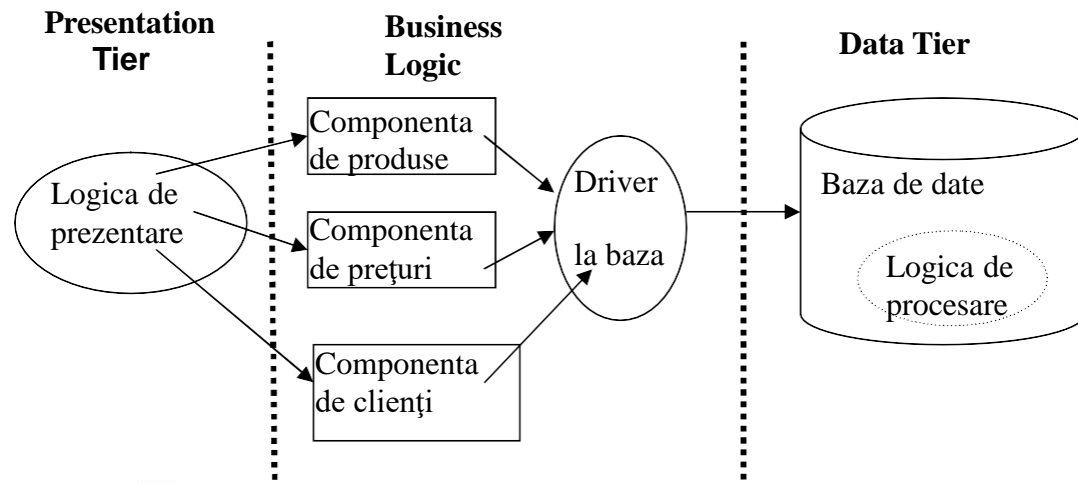 Presentation
Tier
Business
Logic
Data Tier
Logica de
prezentare
Componenta
de produse
Componenta
de preţuri
Componenta
de clienţi
Driver
la baza
Baza de date
Logica de
procesare